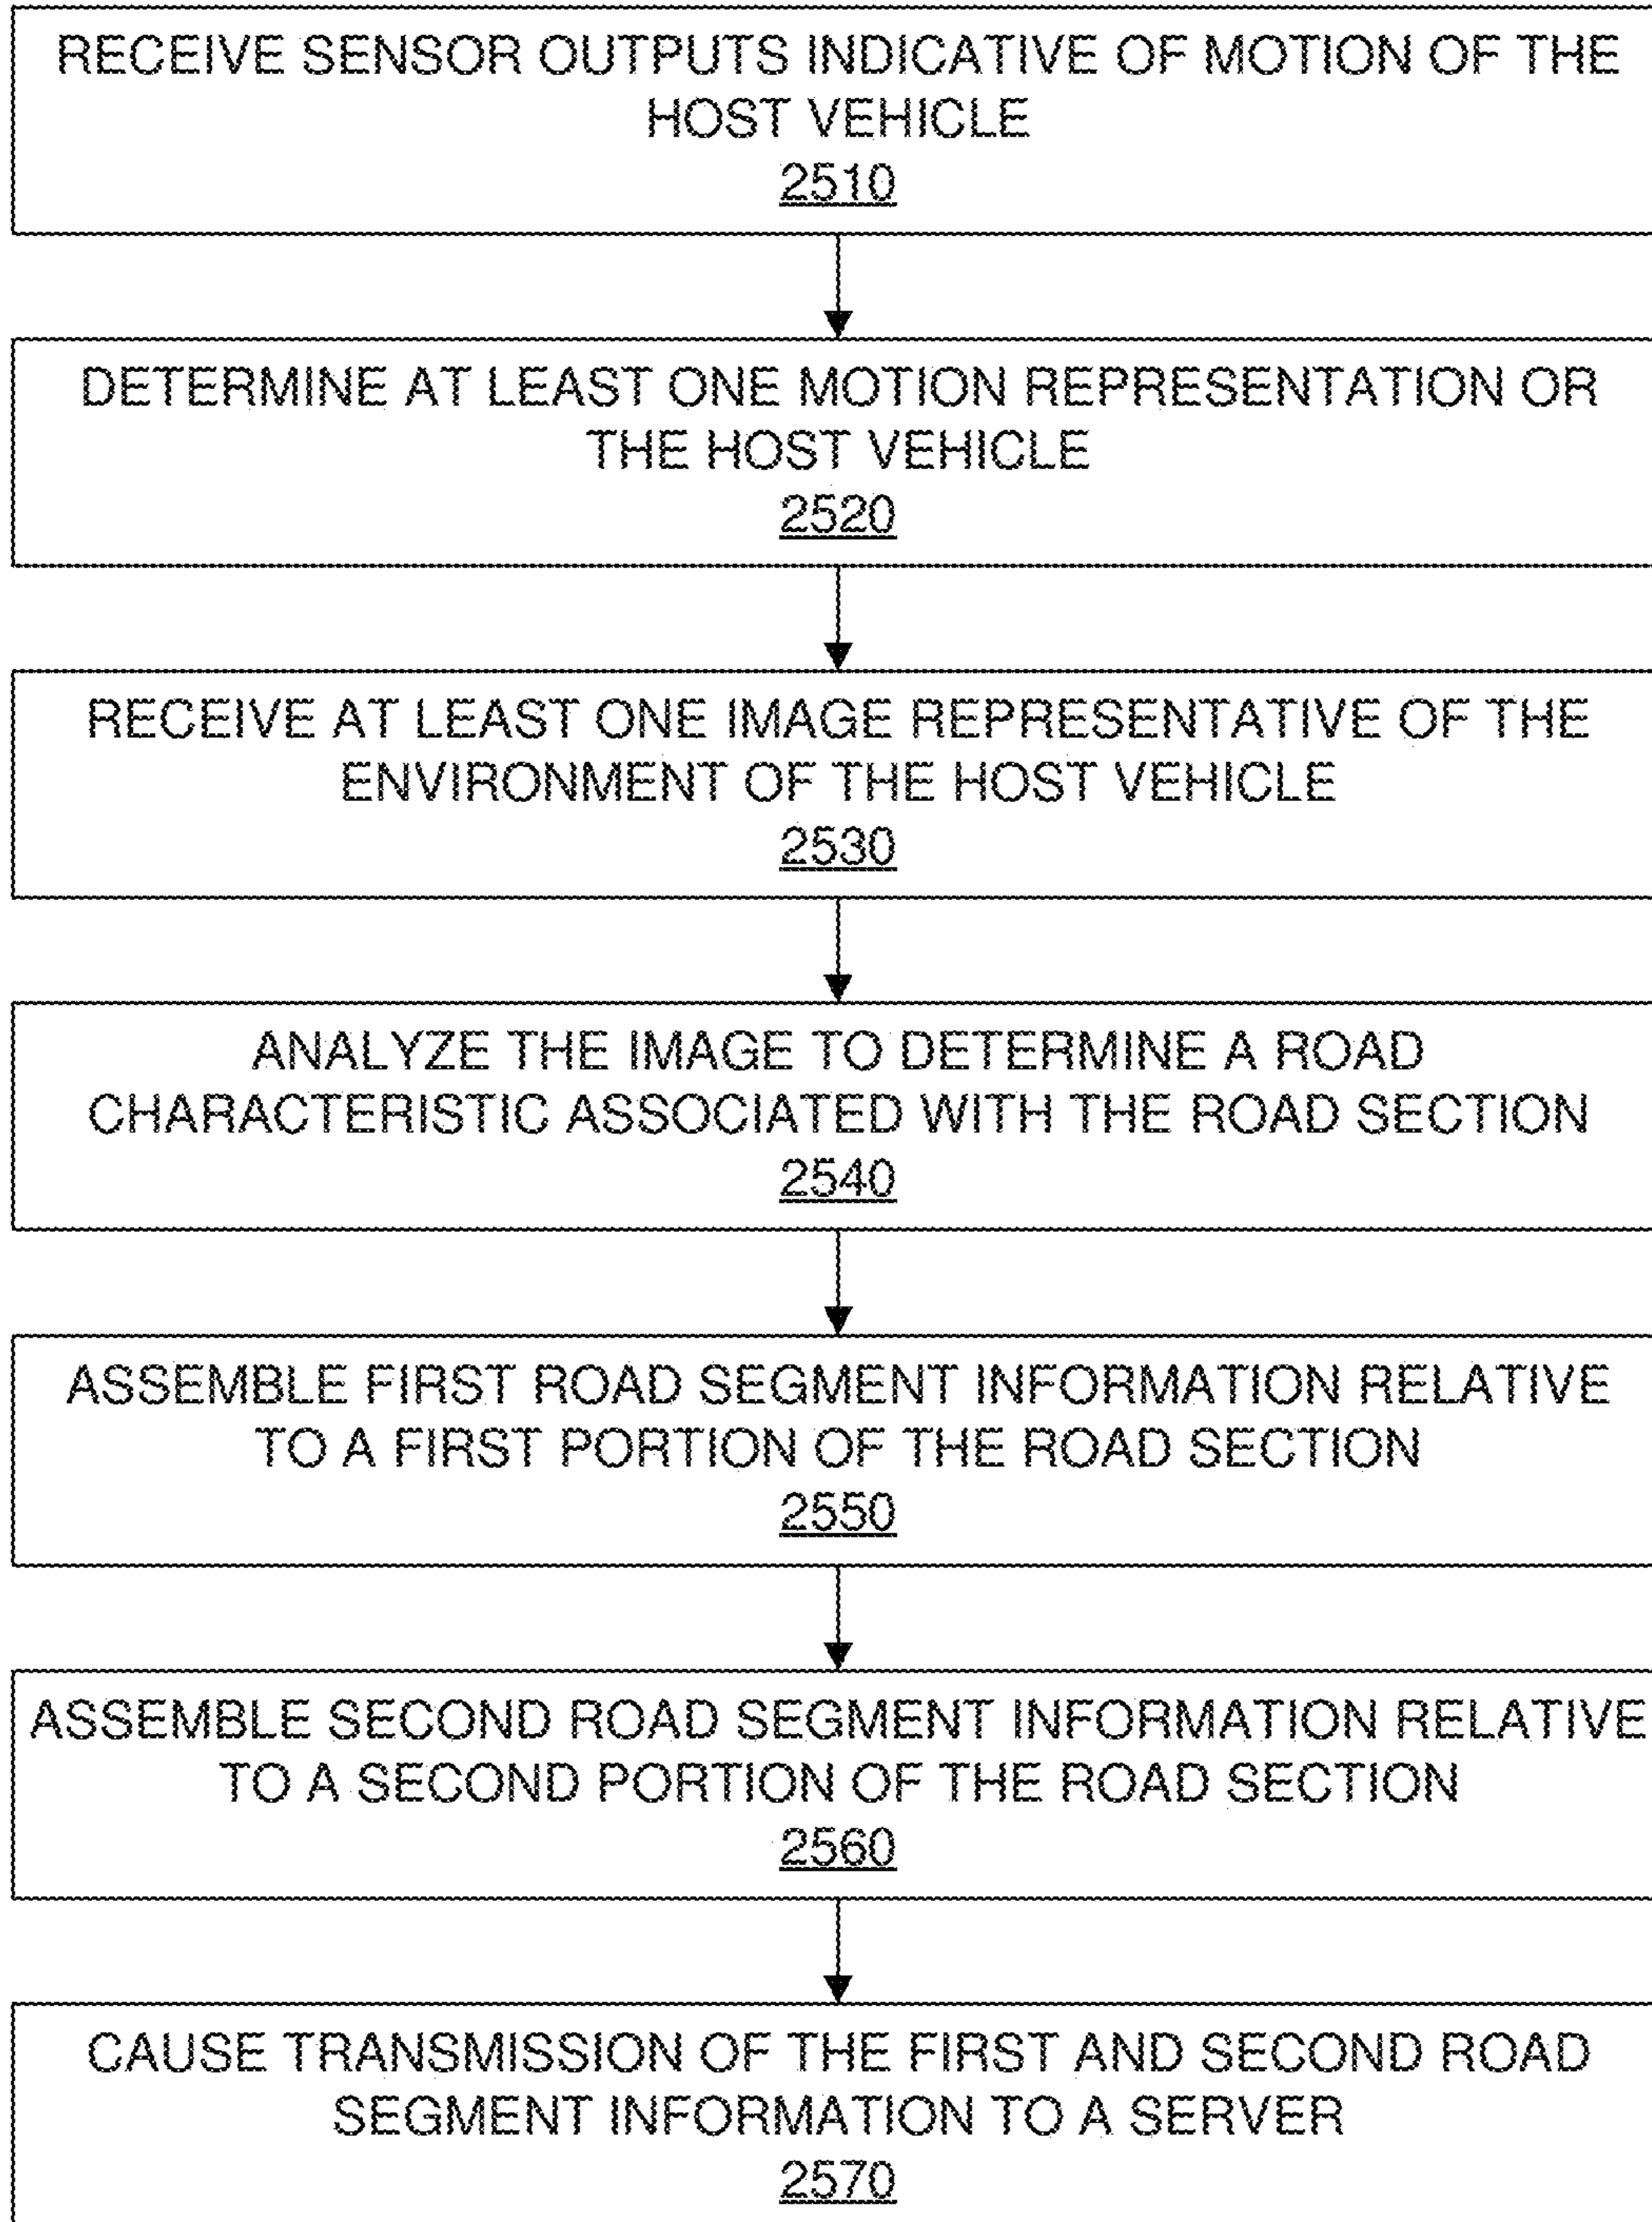 RECEIVE SENSOR OUTPUTS INDICATIVE OF MOTION OF THE
HOST VEHICLE
2510
DETERMINE AT LEAST ONE MOTION REPRESENTATION OR
THE HOST VEHICLE
2520
RECEIVE AT LEAST ONE IMAGE REPRESENTATIVE OF THE
ENVIRONMENT OF THE HOST VEHICLE
2530
ANALYZE THE IMAGE TO DETERMINE A ROAD
CHARACTERISTIC ASSOCIATED WITH THE ROAD SECTION
2540
ASSEMBLE FIRST ROAD SEGMENT INFORMATION RELATIVE
TO A FIRST PORTION OF THE ROAD SECTION
2550
ASSEMBLE SECOND ROAD SEGMENT INFORMATION RELATIVE
TO A SECOND PORTION OF THE ROAD SECTION
2560
CAUSE TRANSMISSION OF THE FIRST AND SECOND ROAD
SEGMENT INFORMATION TO A SERVER
2570